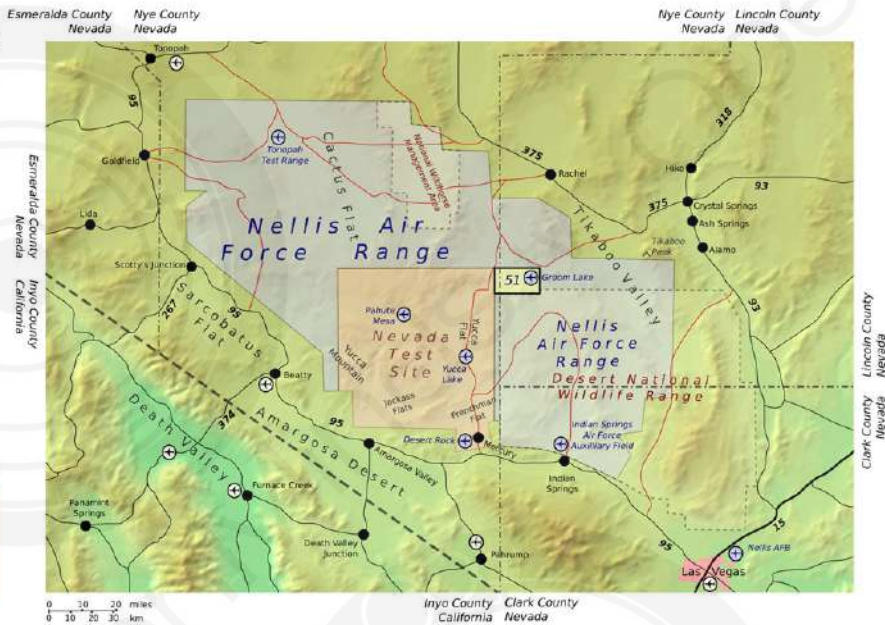 Esmeralda County
Nevada
Nye County
Nevada
Nye County
Nevada
Lincoln County
Nevada
Tonopah
95
Goldfield
Tonopah
Test Range
Cactus Flat
National Wildhorse
Management Area
375
Rachel
318
Hiko
93
375
Crystal Springs
Ash Springs
Alamo
Tikaboo
Peak
Tikaboo Valley
Esmeralda County
Nevada
Lida
Nellis Air
Force Range
Scotty's Junction
267
95
Sarcobatus
Flat
51
Groom Lake
Inyo County
California
Pahute
Mesa
Nevada
Test
Site
Yucca
Flat
Yucca
Lake
Yucca
Mountain
Nellis
Air Force
Range
Desert National
Wildlife Range
93
Lincoln County
Nevada
Clark County
Nevada
Beatty
374
Jackass
Flats
Frenchman
Flat
95
Death Valley
Amargosa Desert
Desert Rock
Mercury
Indian Springs
Air Force
Auxilliary Field
Amargosa Valley
Indian
Springs
Furnace Creek
Panamint
Springs
Death Valley
Junction
Pahrump
95
15
Nellis AFB
Las Vegas
0 10 20 miles
0 10 20 30 km
Inyo County
California
Clark County
Nevada